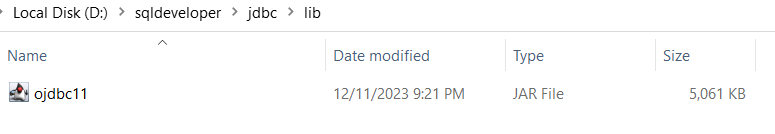 Local Disk (D:) > sqldeveloper > jdbc > lib
Name Date modified Type Size
ojdbc11 12/11/2023 9:21 PM JAR File 5,061 KB